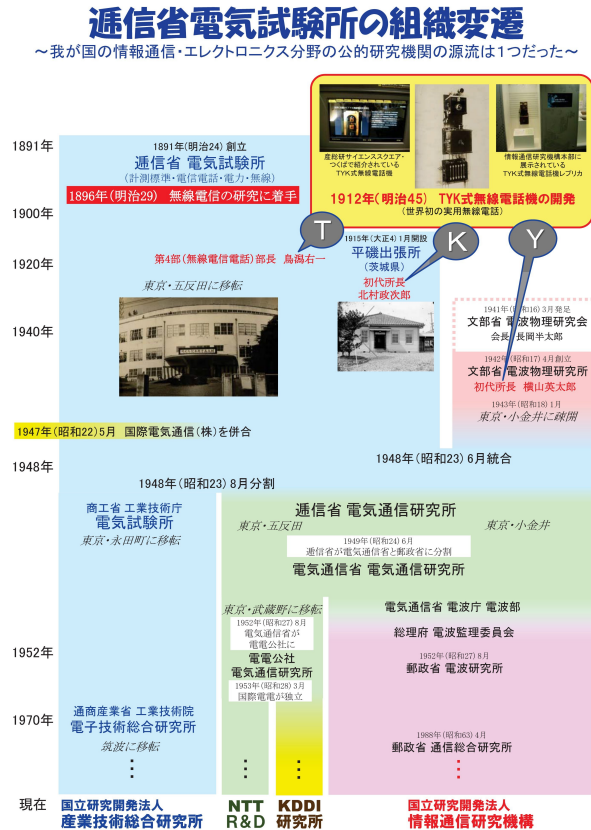 逓信省電気試験所の組織変遷
～我が国の情報通信・エレクトロニクス分野の公的研究機関の源流は1つだった～
産総研サイエンススクエア・
つくばで紹介されている
TYK式無線電話機
情報通信研究機構本部に
展示されている
TYK式無線電話機レプリカ
1912年(明治45) TYK式無線電話機の開発
(世界初の実用無線電話)
1891年
1891年(明治24) 創立
逓信省 電気試験所
(計測標準・電信電話・電力・無線)
1896年(明治29) 無線電信の研究に着手
1900年
T
K
Y
1915年(大正4)1月開設
平磯出張所
(茨城県)
初代所長
北村政次郎
第4部(無線電信電話)部長 鳥潟右一
1920年
東京・五反田に移転
1940年
1941年(昭和16)3月発足
文部省 電波物理研究会
会長 長岡半太郎
1942年(昭和17)4月創立
文部省 電波物理研究所
初代所長 横山英太郎
1943年(昭和18)1月
東京・小金井に疎開
1947年(昭和22)5月 国際電気通信(株)を併合
1948年
1948年(昭和23)6月統合
1948年(昭和23)8月分割
商工省 工業技術庁
電気試験所
東京・永田町に移転
逓信省 電気通信研究所
東京・五反田
東京・小金井
1949年(昭和24)6月
逓信省が電気通信省と郵政省に分割
電気通信省 電気通信研究所
東京・武蔵野に移転
1952年(昭和27)8月
電気通信省が
電電公社に
電電公社
電気通信研究所
1953年(昭和28)3月
国際電電が独立
電気通信省 電波庁 電波部
総理府 電波監理委員会
1952年
1952年(昭和27)8月
郵政省 電波研究所
1970年
通商産業省 工業技術院
電子技術総合研究所
筑波に移転
1988年(昭和63)4月
郵政省 通信総合研究所
現在
国立研究開発法人
産業技術総合研究所
NTT
R&D
KDDI
研究所
国立研究開発法人
情報通信研究機構